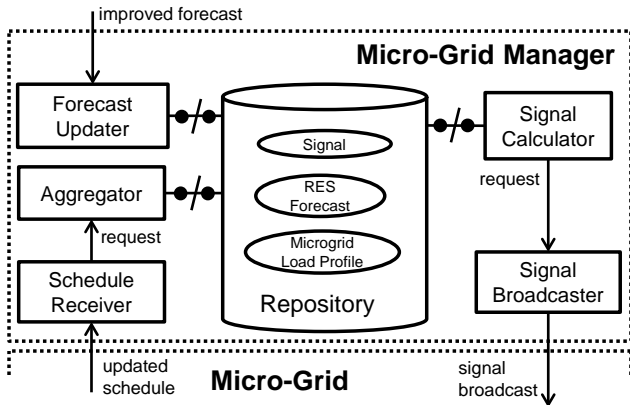 improved forecast
Micro-Grid Manager
Forecast
Updater
Signal
Calculator
Signal
RES
Forecast
Microgrid
Load Profile
Repository
Aggregator
request
request
Schedule
Receiver
Signal
Broadcaster
updated
schedule
Micro-Grid
signal
broadcast